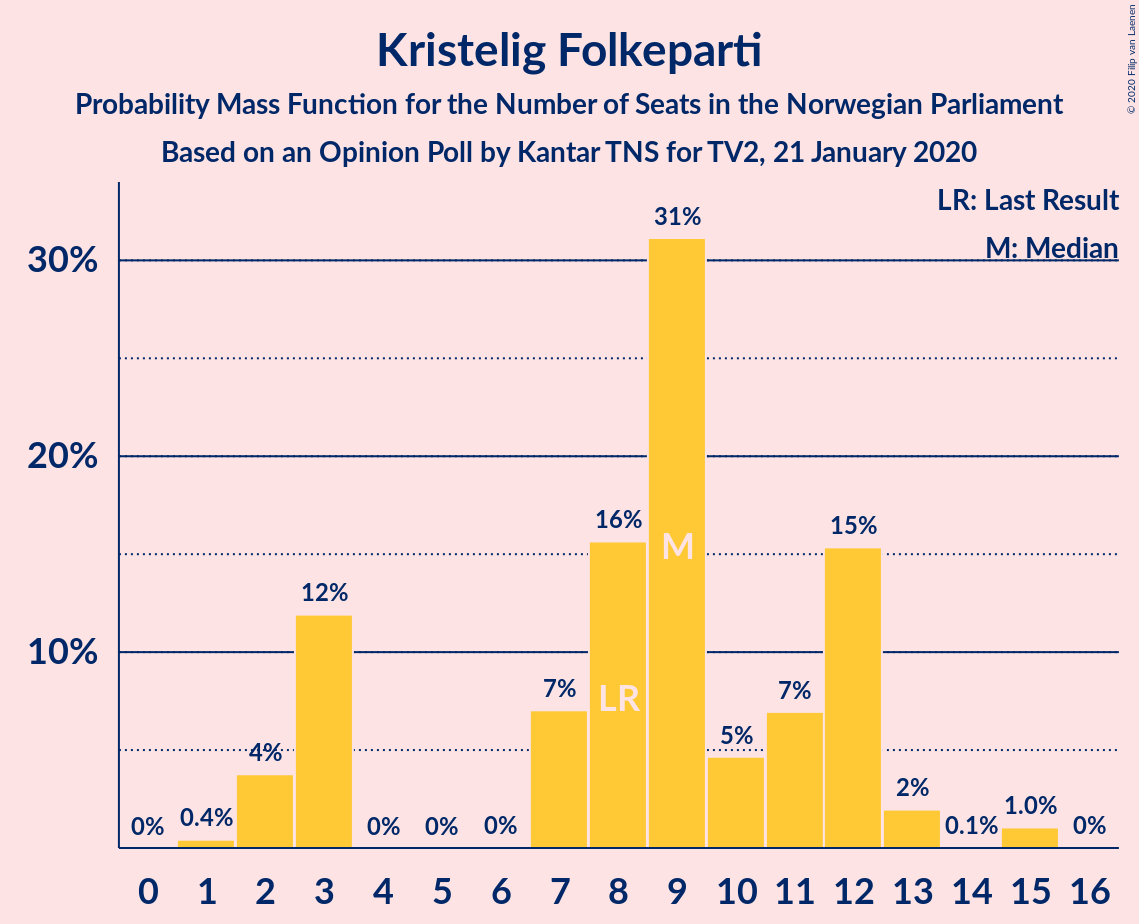 Kristelig Folkeparti
Probability Mass Function for the Number of Seats in the Norwegian Parliament
Based on an Opinion Poll by Kantar TNS for TV2, 21 January 2020
© 2020 Filip van Laenen
LR: Last Result
M: Median
30%
20%
10%
0%
0.4%
4%
12%
0%
0%
0%
7%
16%
31%
5%
7%
15%
2%
0.1%
1.0%
0%
M
LR
0 1 2 3 4 5 6 7 8 9 10 11 12 13 14 15 16